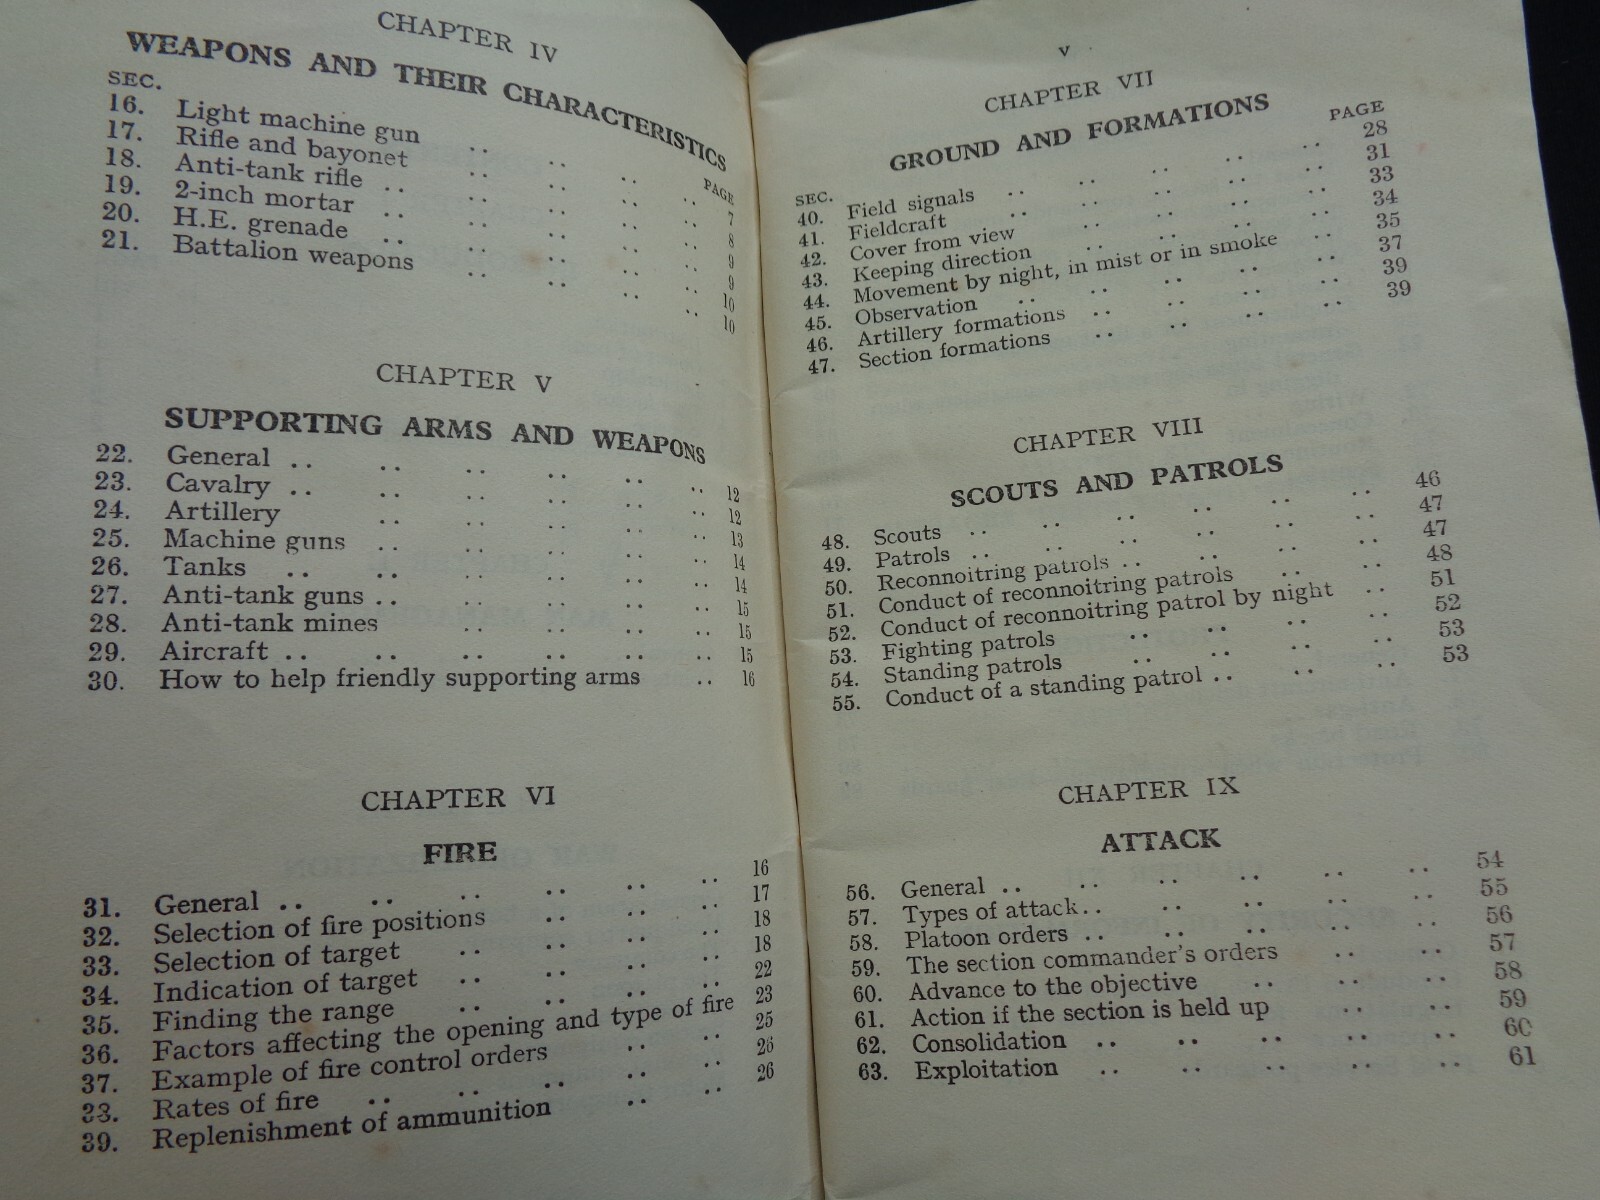 CHAPTER IV
WEAPONS AND THEIR CHARACTERISTICS
SEC. PAGE
16. Light machine gun .. .. .. .. 7
17. Rifle and bayonet .. .. .. .. 8
18. Anti-tank rifle .. .. .. .. .. 9
19. 2-inch mortar .. .. .. .. .. 9
20. H.E. grenade .. .. .. .. .. 10
21. Battalion weapons .. .. .. .. 10
CHAPTER V
SUPPORTING ARMS AND WEAPONS
22. General .. .. .. .. .. .. 12
23. Cavalry .. .. .. .. .. .. 12
24. Artillery .. .. .. .. .. 13
25. Machine guns .. .. .. .. .. 14
26. Tanks .. .. .. .. .. .. 14
27. Anti-tank guns .. .. .. .. .. 15
28. Anti-tank mines .. .. .. .. 15
29. Aircraft .. .. .. .. .. .. 15
30. How to help friendly supporting arms .. 16
CHAPTER VI
FIRE
31. General .. .. .. .. .. .. 16
32. Selection of fire positions .. .. .. 17
33. Selection of target .. .. .. .. 18
34. Indication of target .. .. .. .. 18
35. Finding the range .. .. .. .. 22
36. Factors affecting the opening and type of fire 23
37. Example of fire control orders .. .. 25
38. Rates of fire .. .. .. .. .. 26
39. Replenishment of ammunition .. .. 26
v
CHAPTER VII
GROUND AND FORMATIONS
SEC. PAGE
40. Field signals .. .. .. .. .. 28
41. Fieldcraft .. .. .. .. .. 31
42. Cover from view .. .. .. .. 33
43. Keeping direction .. .. .. .. 34
44. Movement by night, in mist or in smoke .. 35
45. Observation .. .. .. .. .. 37
46. Artillery formations .. .. .. .. 39
47. Section formations .. .. .. .. 39
CHAPTER VIII
SCOUTS AND PATROLS
48. Scouts .. .. .. .. .. .. 46
49. Patrols .. .. .. .. .. .. 47
50. Reconnoitring patrols .. .. .. .. 47
51. Conduct of reconnoitring patrols .. .. 48
52. Conduct of reconnoitring patrol by night .. 51
53. Fighting patrols .. .. .. .. 52
54. Standing patrols .. .. .. .. 53
55. Conduct of a standing patrol .. .. .. 53
CHAPTER IX
ATTACK
56. General .. .. .. .. .. .. 54
57. Types of attack .. .. .. .. .. 55
58. Platoon orders .. .. .. .. .. 56
59. The section commander's orders .. .. 57
60. Advance to the objective .. .. .. 58
61. Action if the section is held up .. .. 59
62. Consolidation .. .. .. .. .. 60
63. Exploitation .. .. .. .. .. 61